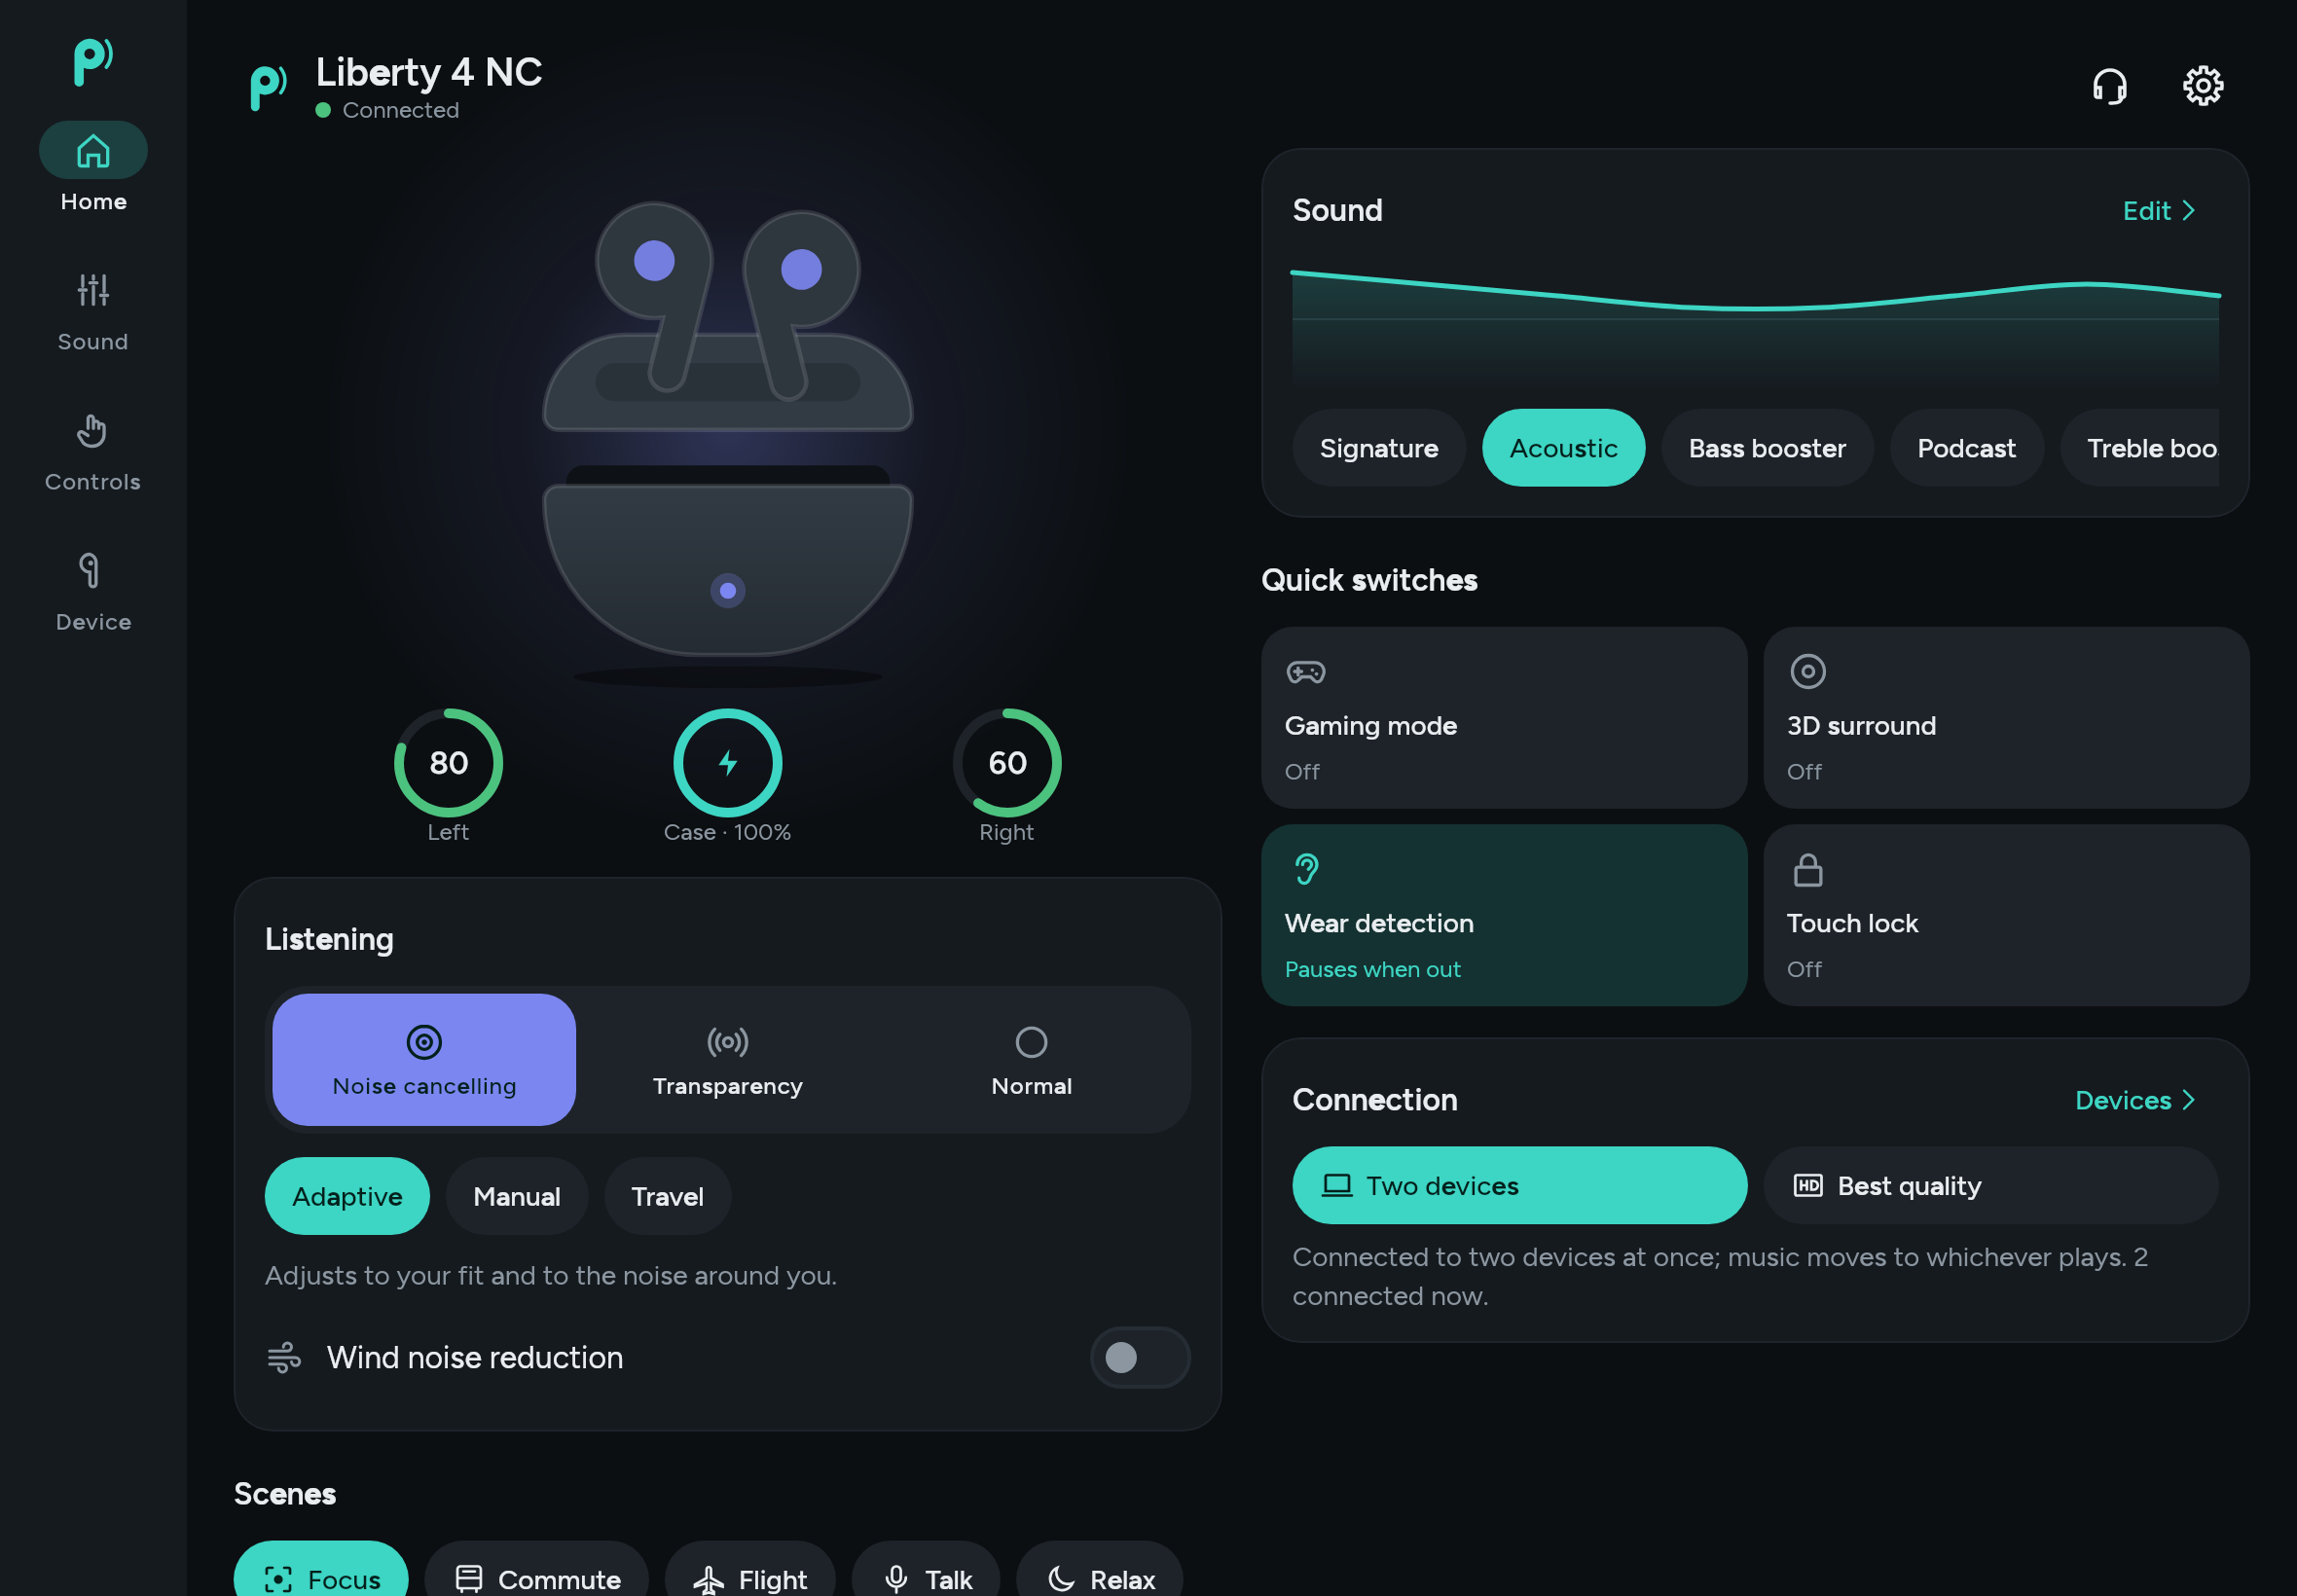 Home
Sound
Controls
Device
Liberty 4 NC
Connected
80
60
Left
Case · 100%
Right
Listening
Noise cancelling
Transparency
Normal
Adaptive
Manual
Travel
Adjusts to your fit and to the noise around you.
Wind noise reduction
Scenes
Focus
Commute
Flight
Talk
Relax
Sound
Edit
Signature
Acoustic
Bass booster
Podcast
Treble boo
Quick switches
Gaming mode
Off
3D surround
Off
Wear detection
Pauses when out
Touch lock
Off
Connection
Devices
Two devices
HD Best quality
Connected to two devices at once; music moves to whichever plays. 2
connected now.